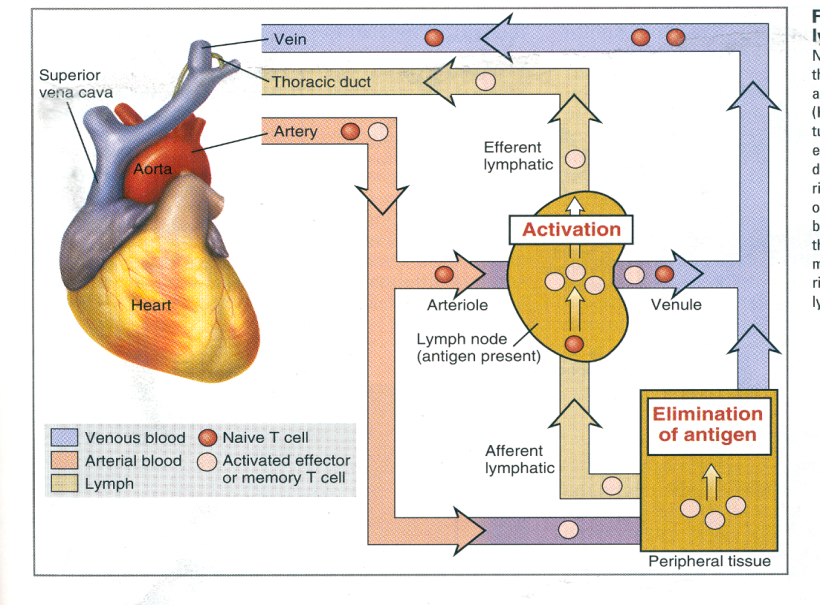 Vein
Superior
vena cava
Thoracic duct
Artery
Aorta
Efferent
lymphatic
Activation
Heart
Arteriole
Venule
Lymph node
(antigen present)
Elimination
of antigen
Venous blood
Naive T cell
Arterial blood
Activated effector
or memory T cell
Lymph
Afferent
lymphatic
Peripheral tissue